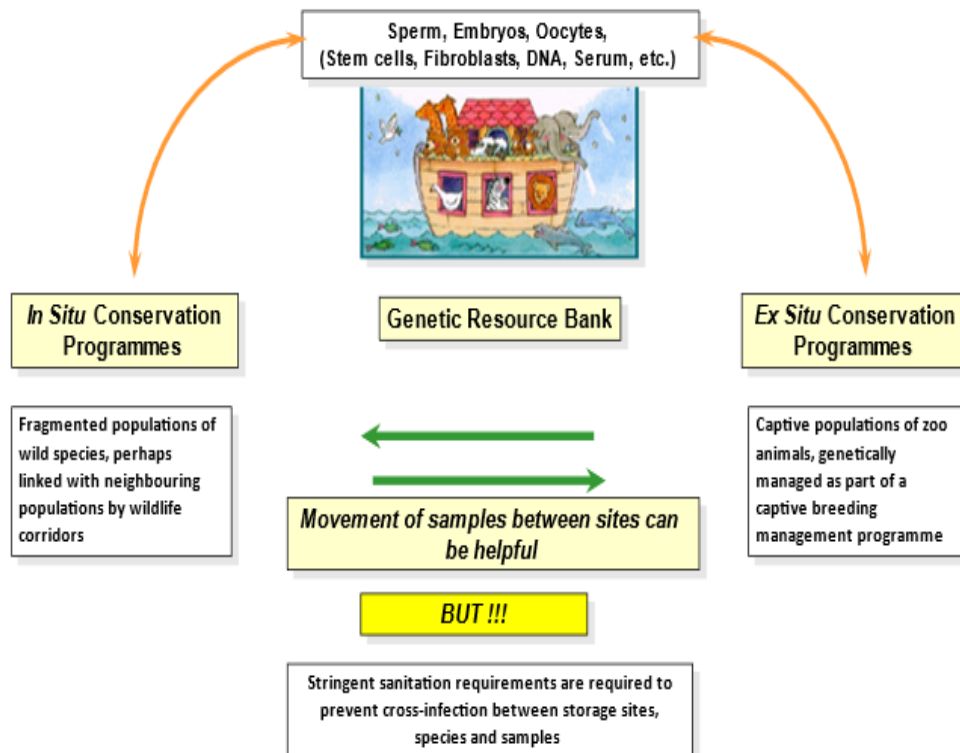 Sperm, Embryos, Oocytes,
(Stem cells, Fibroblasts, DNA, Serum, etc.)
In Situ Conservation
Programmes
Genetic Resource Bank
Ex Situ Conservation
Programmes
Fragmented populations of
wild species, perhaps
linked with neighbouring
populations by wildlife
corridors
Captive populations of zoo
animals, genetically
managed as part of a
captive breeding
management programme
Movement of samples between sites can
be helpful
BUT !!!
Stringent sanitation requirements are required to
prevent cross-infection between storage sites,
species and samples